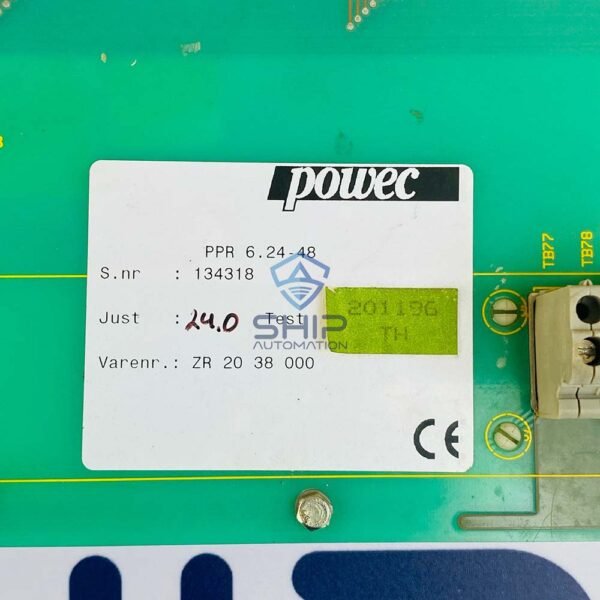 powec
PPR 6.24-48
S.nr : 134318
Just : 24.0 Test 201196
TH
Varenr.: ZR 20 38 000
CE
SHIP
AUTOMATION
TB77
TB78